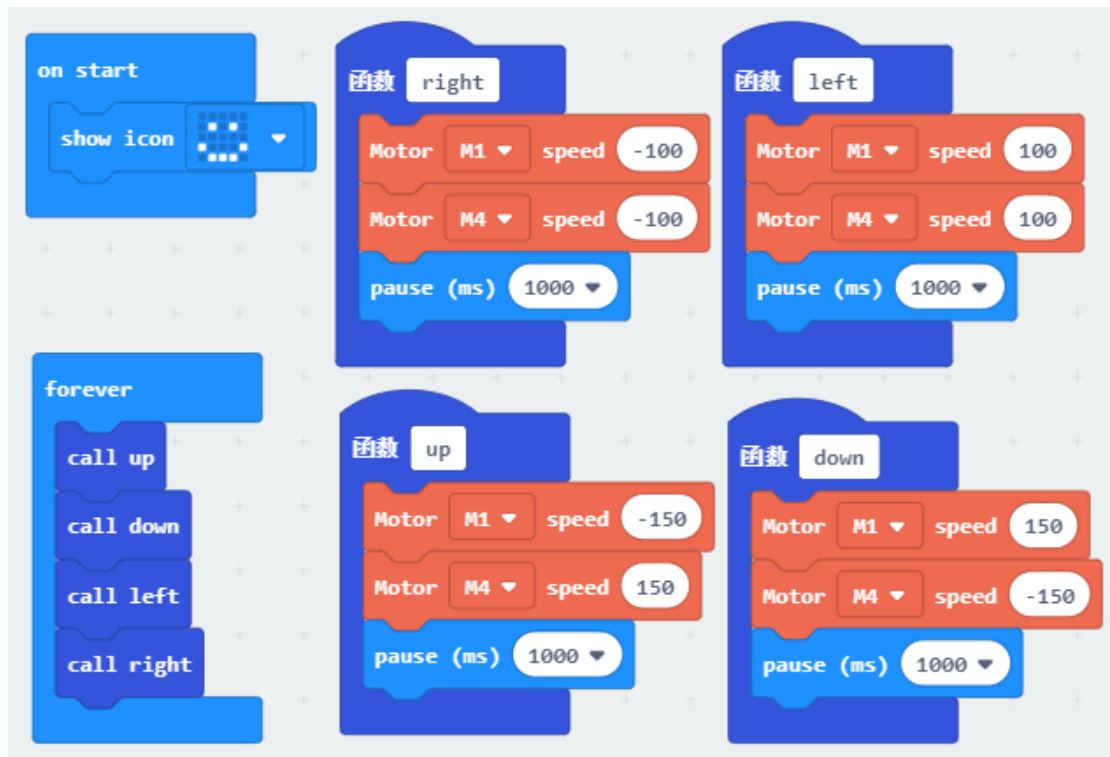 on start
show icon
函数 right
Motor M1 speed -100
Motor M4 speed -100
pause (ms) 1000
函数 left
Motor M1 speed 100
Motor M4 speed 100
pause (ms) 1000
forever
call up
call down
call left
call right
函数 up
Motor M1 speed -150
Motor M4 speed 150
pause (ms) 1000
函数 down
Motor M1 speed 150
Motor M4 speed -150
pause (ms) 1000